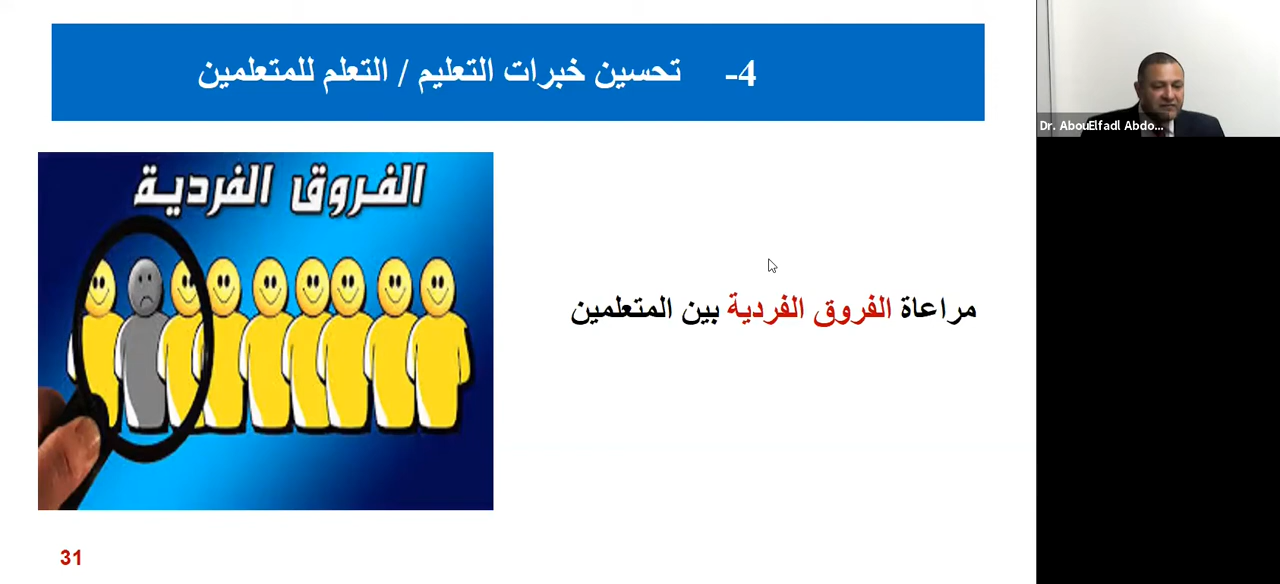 4- تحسين خبرات التعليم / التعلم للمتعلمين
الفروق الفردية
مراعاة الفروق الفردية بين المتعلمين
31
Dr. AbouElfadl Abdo...